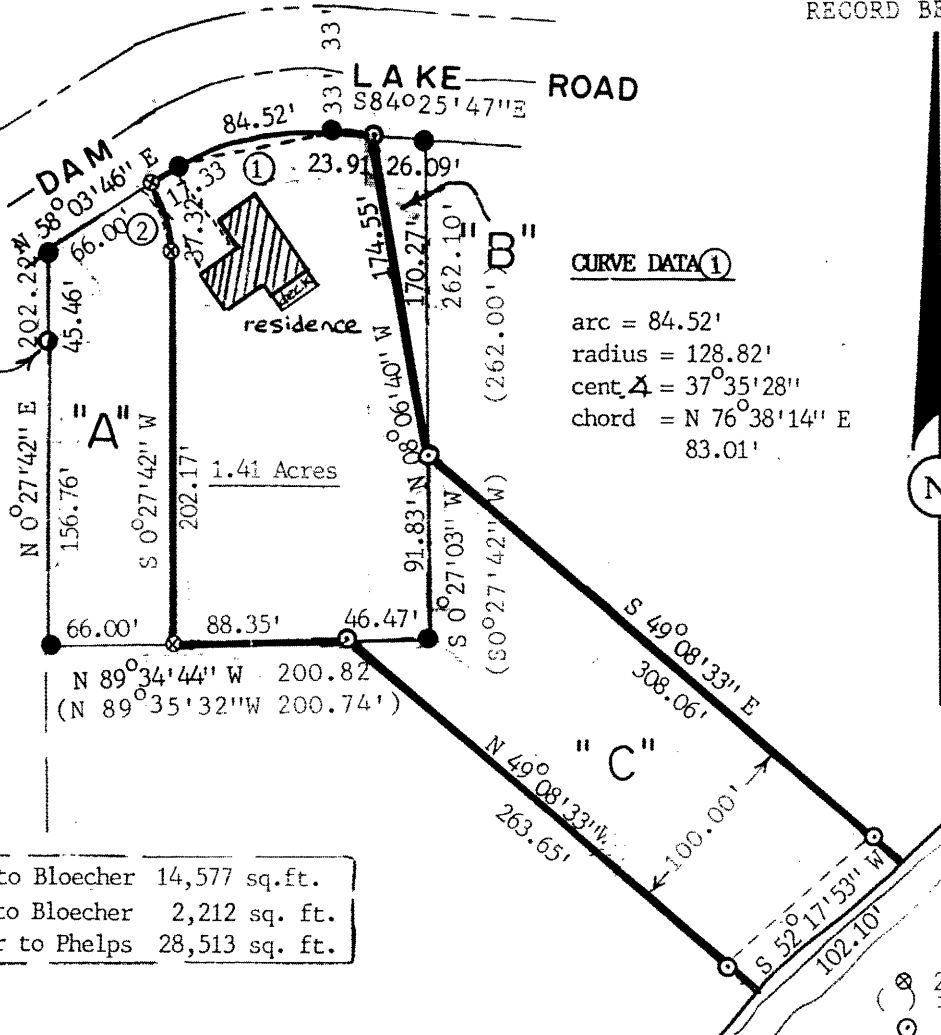 RECORD BE
33'
33'
LAKE ROAD
S84°25'47"E
84.52'
DAM
N 58°03'46" E
17.33
①
23.91
26.09'
66.00'
②
37.32
"B"
174.55'
170.27'
262.10'
(262.00')
CURVE DATA①
arc = 84.52'
radius = 128.82'
cent.∡ = 37°35'28"
chord = N 76°38'14" E
83.01'
deck
residence
45.46'
"A"
N 0°27'42" E
156.76'
S 0°27'42" W
202.17'
1.41 Acres
N 08°06'40" W
91.83'
S 0°27'03" W
(S0°27'42"W)
N
66.00'
88.35'
46.47'
N 89°34'44" W 200.82
(N 89°35'32"W 200.74')
S 49°08'33" E
308.06'
"C"
N 49°08'33"W.
263.65'
100.00'
S 52°17'53" W
102.10'
to Bloecher 14,577 sq.ft.
to Bloecher 2,212 sq. ft.
r to Phelps 28,513 sq. ft.
( )